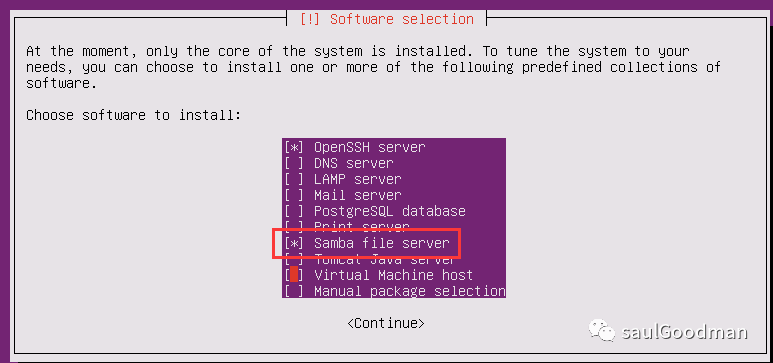 [!] Software selection
At the moment, only the core of the system is installed. To tune the system to your
needs, you can choose to install one or more of the following predefined collections of
software.
Choose software to install:
[*] OpenSSH server
[ ] DNS server
[ ] LAMP server
[ ] Mail server
[ ] PostgreSQL database
[ ] Print server
[*] Samba file server
[ ] Tomcat Java server
[ ] Virtual Machine host
[ ] Manual package selection
<Continue>
saulGoodman